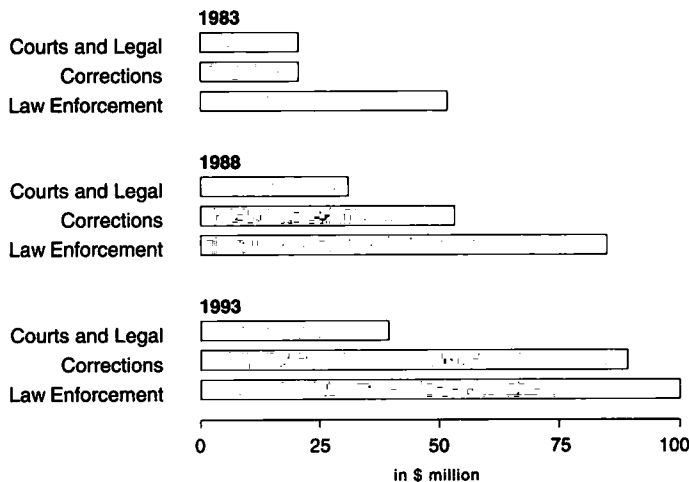 1983
Courts and Legal
Corrections
Law Enforcement
1988
Courts and Legal
Corrections
Law Enforcement
1993
Courts and Legal
Corrections
Law Enforcement
0 25 50 75 100
in $ million